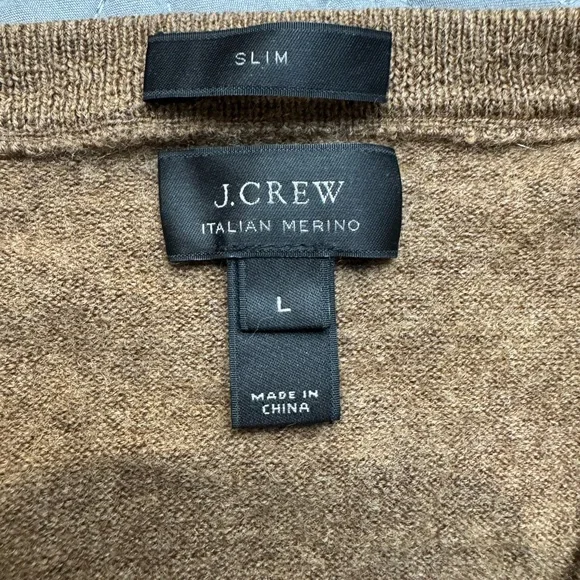 SLIM
J.CREW
ITALIAN MERINO
L
MADE IN
CHINA